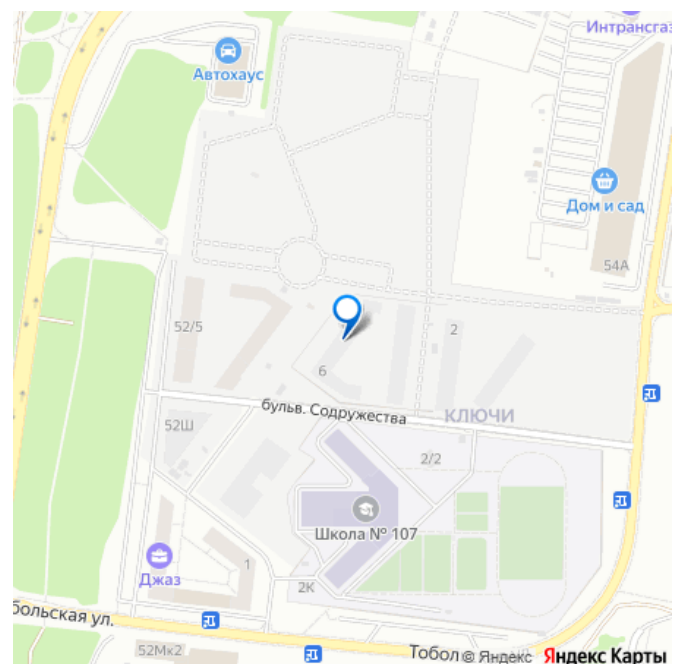 Интрансгаз
Автохаус
Дом и сад
54А
52/5
2
6
бульв. Содружества
КЛЮЧИ
52Ш
2/2
Школа № 107
Джаз
1
2К
больская ул.
52Мк2
Тобол
© Яндекс Яндекс Карты